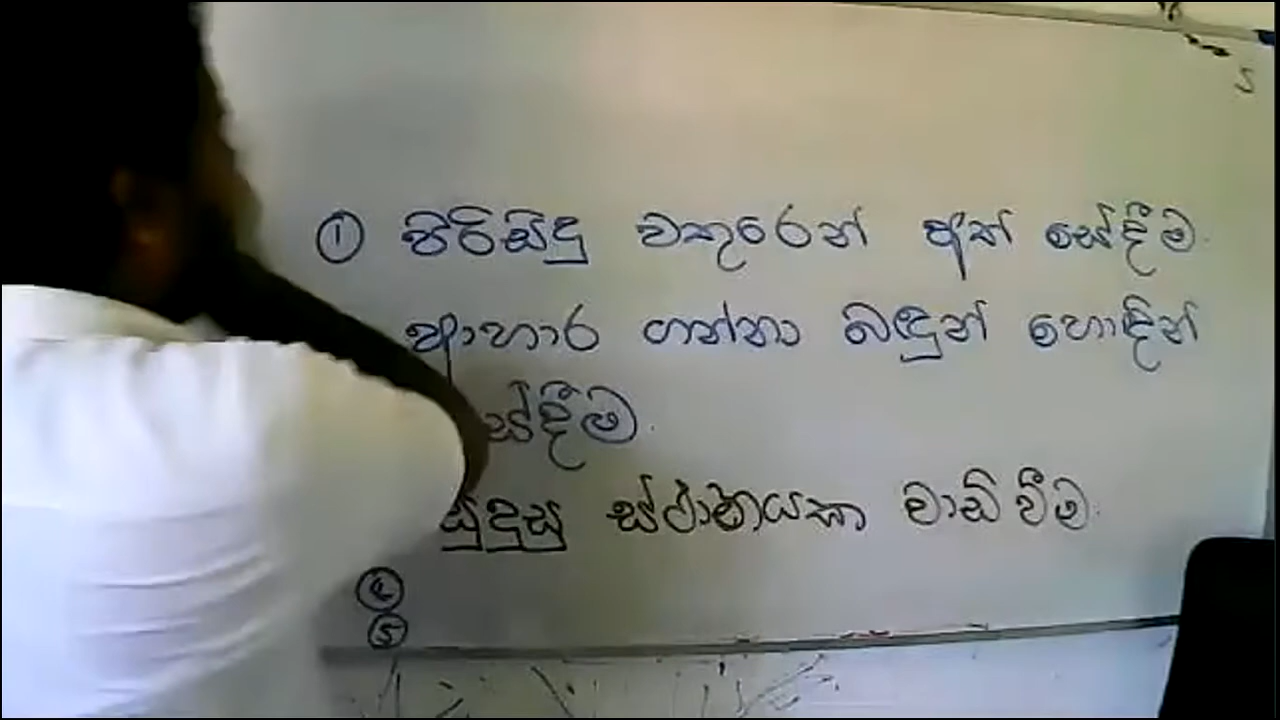 ① පිරිසිදු වතුරෙන් අත් සේදීම.
ආහාර ගන්නා බඳුන් හොඳින්
සේදීම.
සුදුසු ස්ථානයක වාඩි වීම.
④
⑤